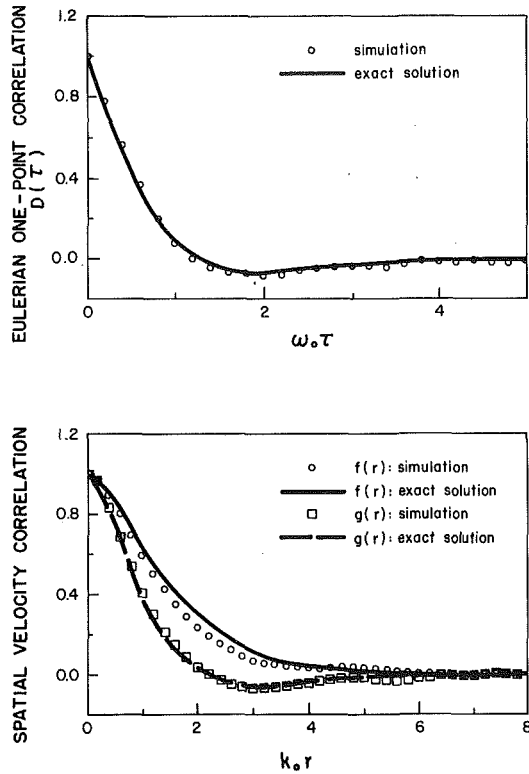 EULERIAN ONE-POINT CORRELATION
D(τ)
1.2
1.0
0.8
0.4
0.0
0
2
4
simulation
exact solution
ω₀τ
SPATIAL VELOCITY CORRELATION
1.2
0.8
0.4
0.0
0
2
4
6
8
f(r): simulation
f(r): exact solution
g(r): simulation
g(r): exact solution
k₀r